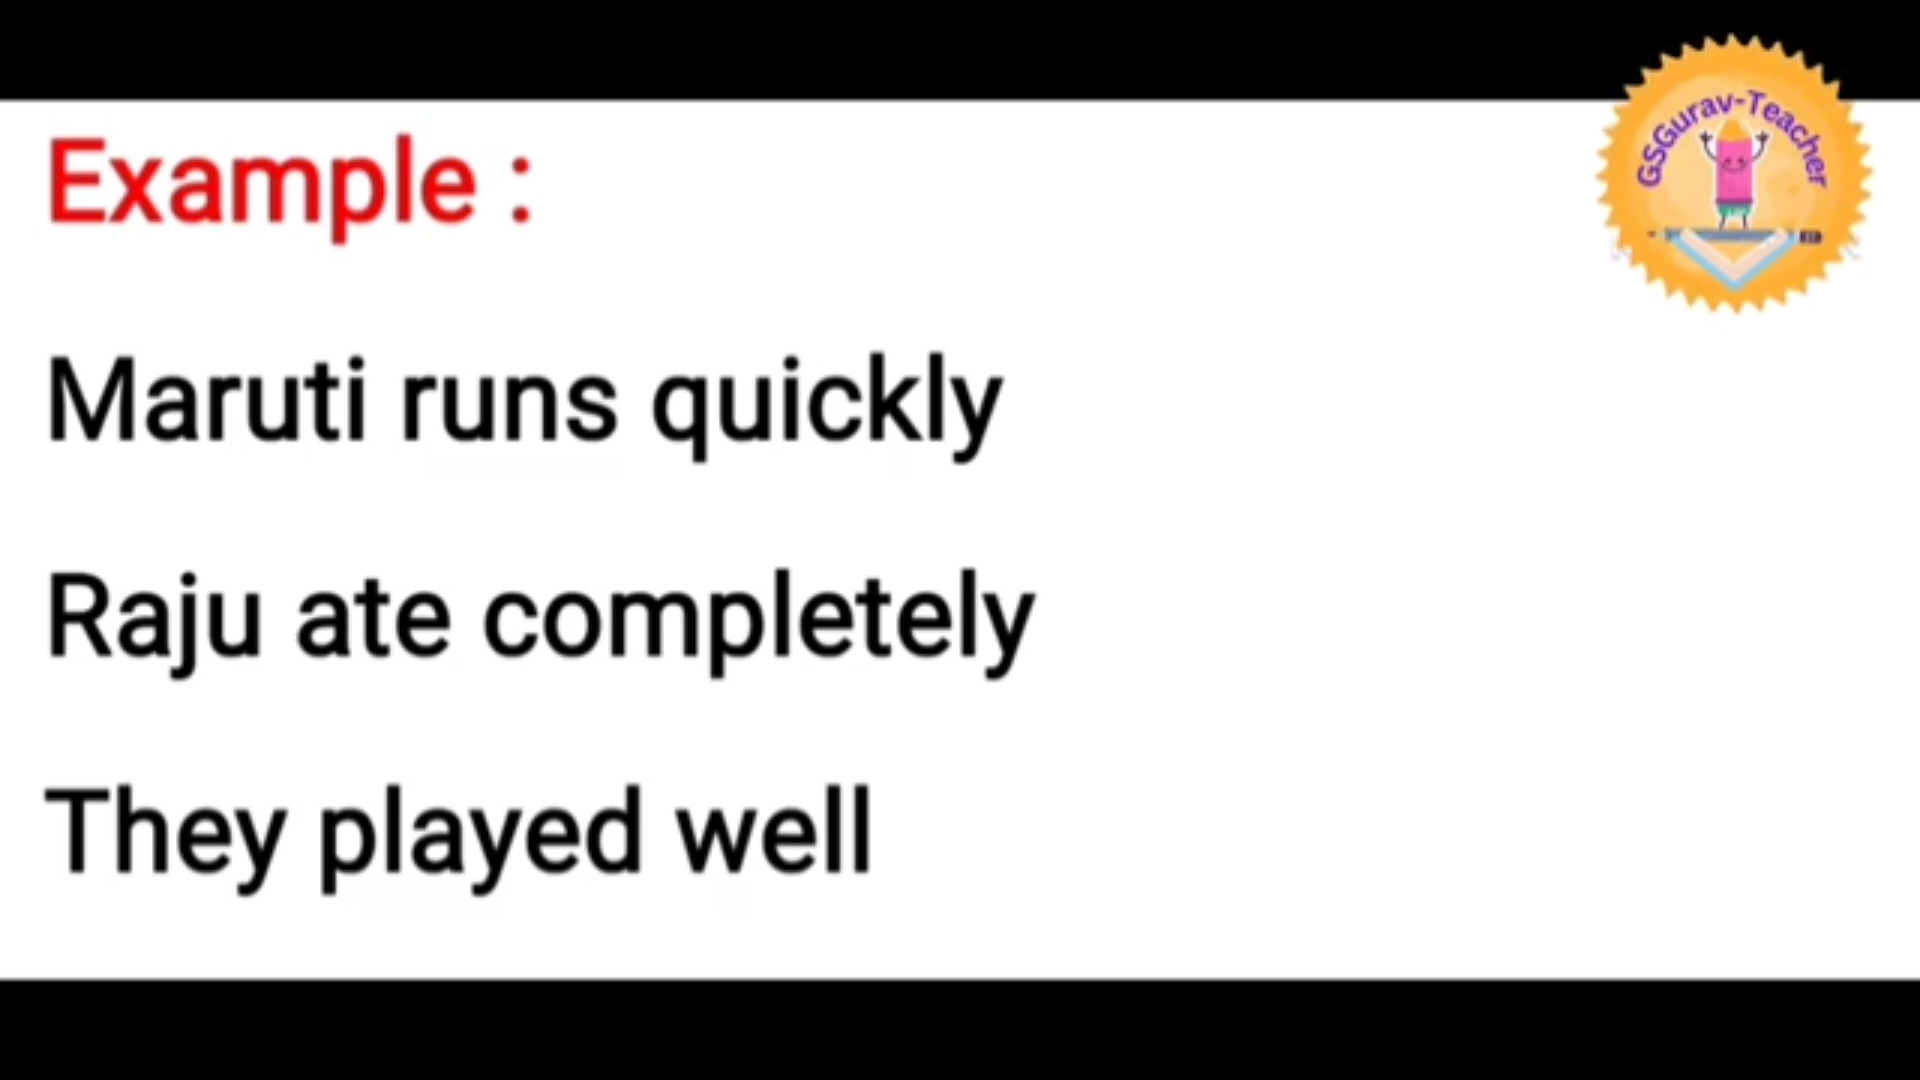 GSGurav-Teacher
Example :
Maruti runs quickly
Raju ate completely
They played well